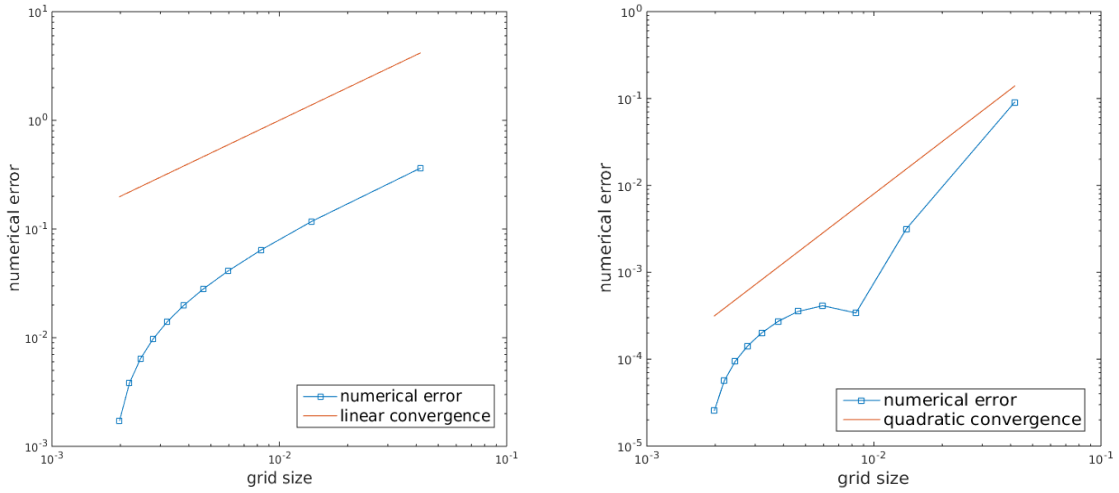 10^1
10^0
10^-1
10^-2
10^-3
numerical error
10^-3
10^-2
10^-1
grid size
numerical error
linear convergence
10^0
10^-1
10^-2
10^-3
10^-4
10^-5
numerical error
10^-3
10^-2
10^-1
grid size
numerical error
quadratic convergence